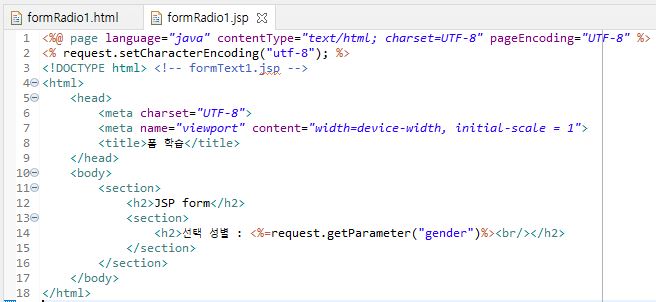 formRadio1.html formRadio1.jsp
1 <%@ page language="java" contentType="text/html; charset=UTF-8" pageEncoding="UTF-8" %>
2 <% request.setCharacterEncoding("utf-8"); %>
3 <!DOCTYPE html> <!-- formText1.jsp -->
4 <html>
5 <head>
6 <meta charset="UTF-8">
7 <meta name="viewport" content="width=device-width, initial-scale = 1">
8 <title>폼 학습</title>
9 </head>
10 <body>
11 <section>
12 <h2>JSP form</h2>
13 <section>
14 <h2>선택 성별 : <%=request.getParameter("gender")%><br/></h2>
15 </section>
16 </section>
17 </body>
18 </html>